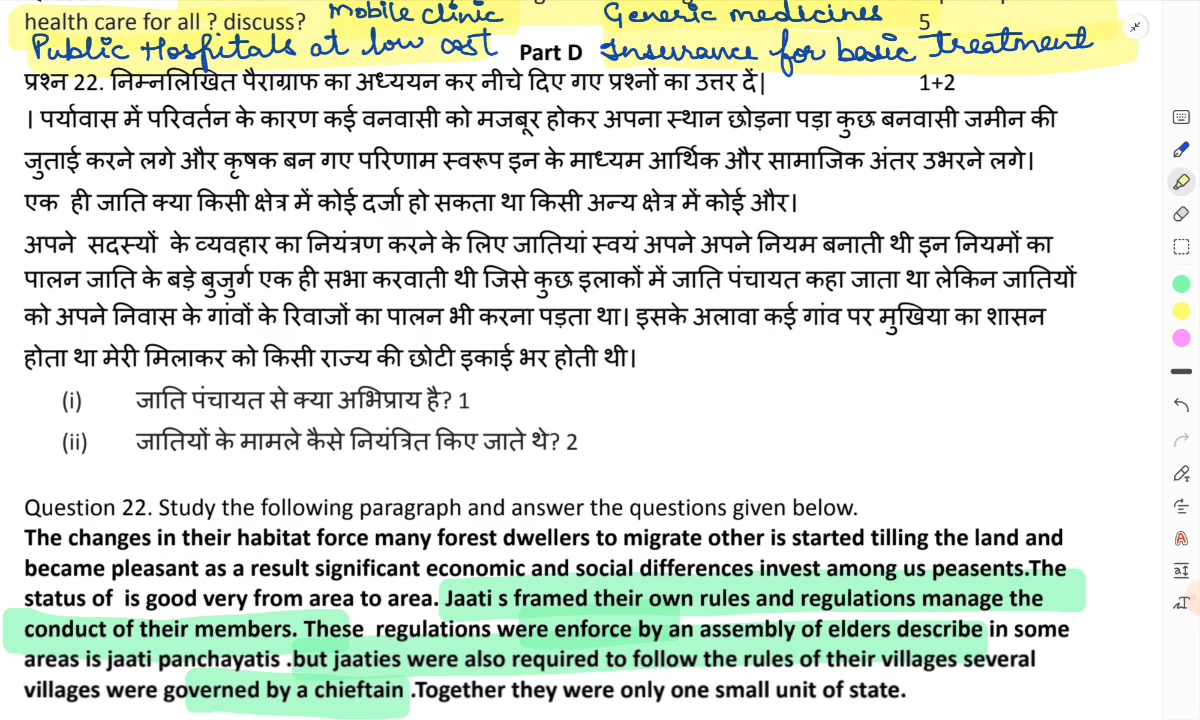 health care for all ? discuss? Mobile clinic Generic medicines 5
Public Hospitals at low cost Part D Insurance for basic Treatment
प्रश्न 22. निम्नलिखित पैराग्राफ का अध्ययन कर नीचे दिए गए प्रश्नों का उत्तर दें| 1+2
। पर्यावास में परिवर्तन के कारण कई वनवासी को मजबूर होकर अपना स्थान छोड़ना पड़ा कुछ बनवासी जमीन की
जुताई करने लगे और कृषक बन गए परिणाम स्वरूप इन के माध्यम आर्थिक और सामाजिक अंतर उभरने लगे।
एक ही जाति क्या किसी क्षेत्र में कोई दर्जा हो सकता था किसी अन्य क्षेत्र में कोई और।
अपने सदस्यों के व्यवहार का नियंत्रण करने के लिए जातियां स्वयं अपने अपने नियम बनाती थी इन नियमों का
पालन जाति के बड़े बुजुर्ग एक ही सभा करवाती थी जिसे कुछ इलाकों में जाति पंचायत कहा जाता था लेकिन जातियों
को अपने निवास के गांवों के रिवाजों का पालन भी करना पड़ता था। इसके अलावा कई गांव पर मुखिया का शासन
होता था मेरी मिलाकर को किसी राज्य की छोटी इकाई भर होती थी।
(i) जाति पंचायत से क्या अभिप्राय है? 1
(ii) जातियों के मामले कैसे नियंत्रित किए जाते थे? 2
Question 22. Study the following paragraph and answer the questions given below.
The changes in their habitat force many forest dwellers to migrate other is started tilling the land and
became pleasant as a result significant economic and social differences invest among us peasents.The
status of is good very from area to area. Jaati s framed their own rules and regulations manage the
conduct of their members. These regulations were enforce by an assembly of elders describe in some
areas is jaati panchayatis .but jaaties were also required to follow the rules of their villages several
villages were governed by a chieftain .Together they were only one small unit of state.